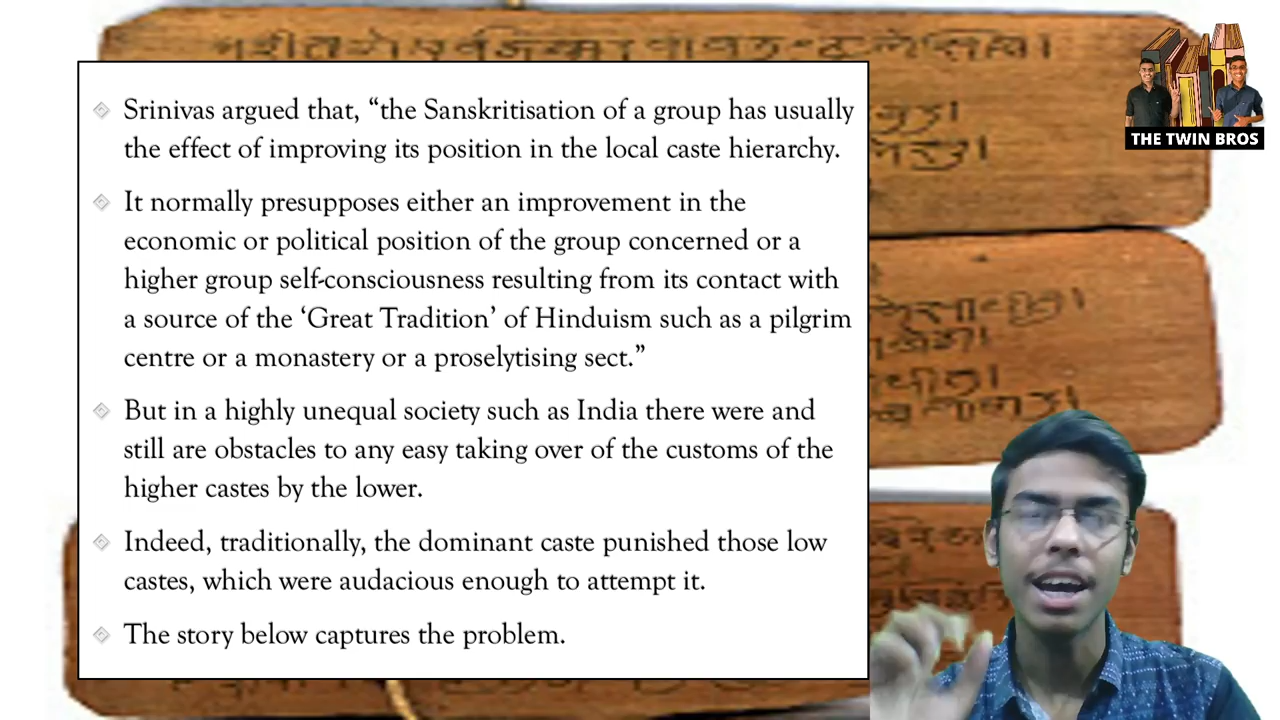 Srinivas argued that, “the Sanskritisation of a group has usually
the effect of improving its position in the local caste hierarchy.
It normally presupposes either an improvement in the
economic or political position of the group concerned or a
higher group self-consciousness resulting from its contact with
a source of the ‘Great Tradition’ of Hinduism such as a pilgrim
centre or a monastery or a proselytising sect.”
But in a highly unequal society such as India there were and
still are obstacles to any easy taking over of the customs of the
higher castes by the lower.
Indeed, traditionally, the dominant caste punished those low
castes, which were audacious enough to attempt it.
The story below captures the problem.
THE TWIN BROS